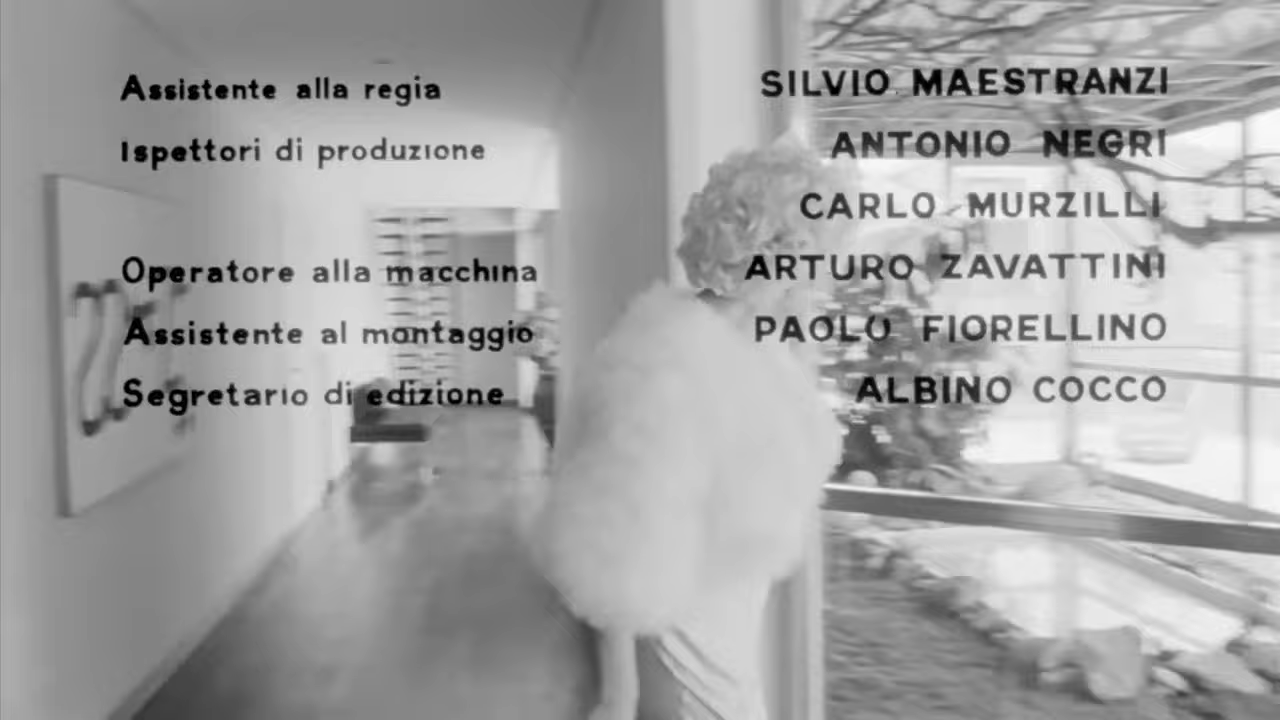 Assistente alla regia SILVIO MAESTRANZI
Ispettori di produzione ANTONIO NEGRI
CARLO MURZILLI
Operatore alla macchina ARTURO ZAVATTINI
Assistente al montaggio PAOLO FIORELLINO
Segretario di edizione ALBINO COCCO